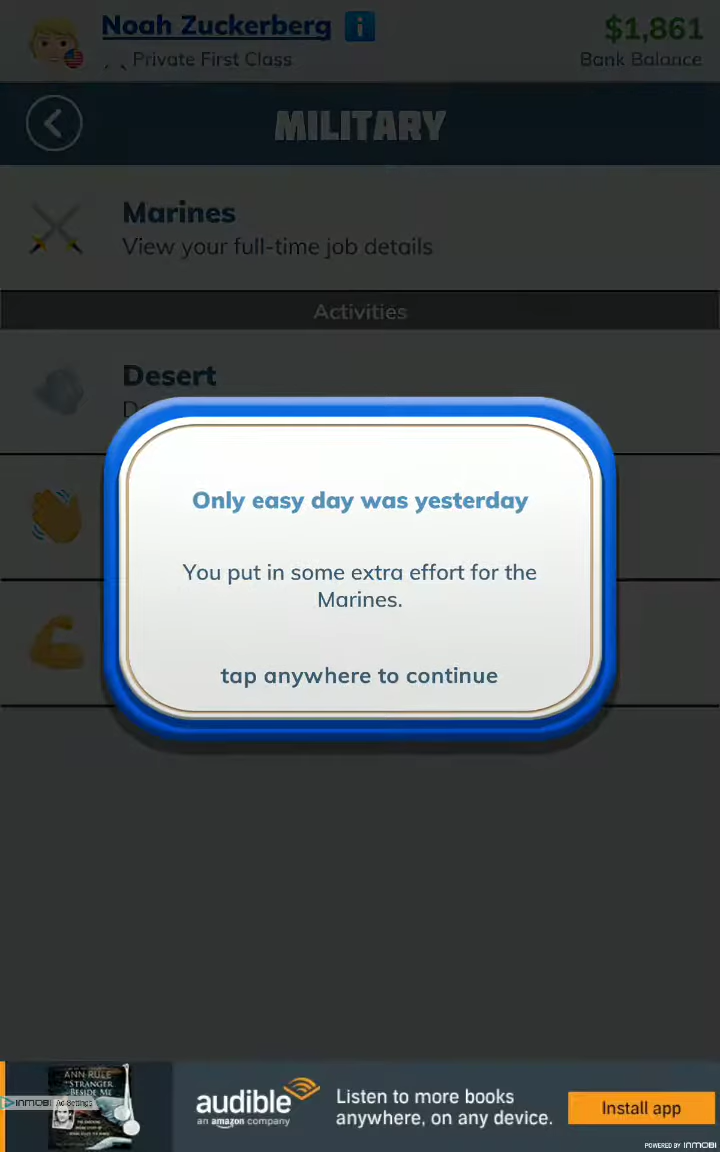 Noah Zuckerberg
$1,861
Private First Class
Bank Balance
MILITARY
Marines
View your full-time job details
Activities
Desert
Only easy day was yesterday
You put in some extra effort for the
Marines.
tap anywhere to continue
ANN RULE
STRANGER
BESIDE ME
INMOBI Ad Settings
audible
an amazon company
Listen to more books
anywhere, on any device.
Install app
POWERED BY INMOBI